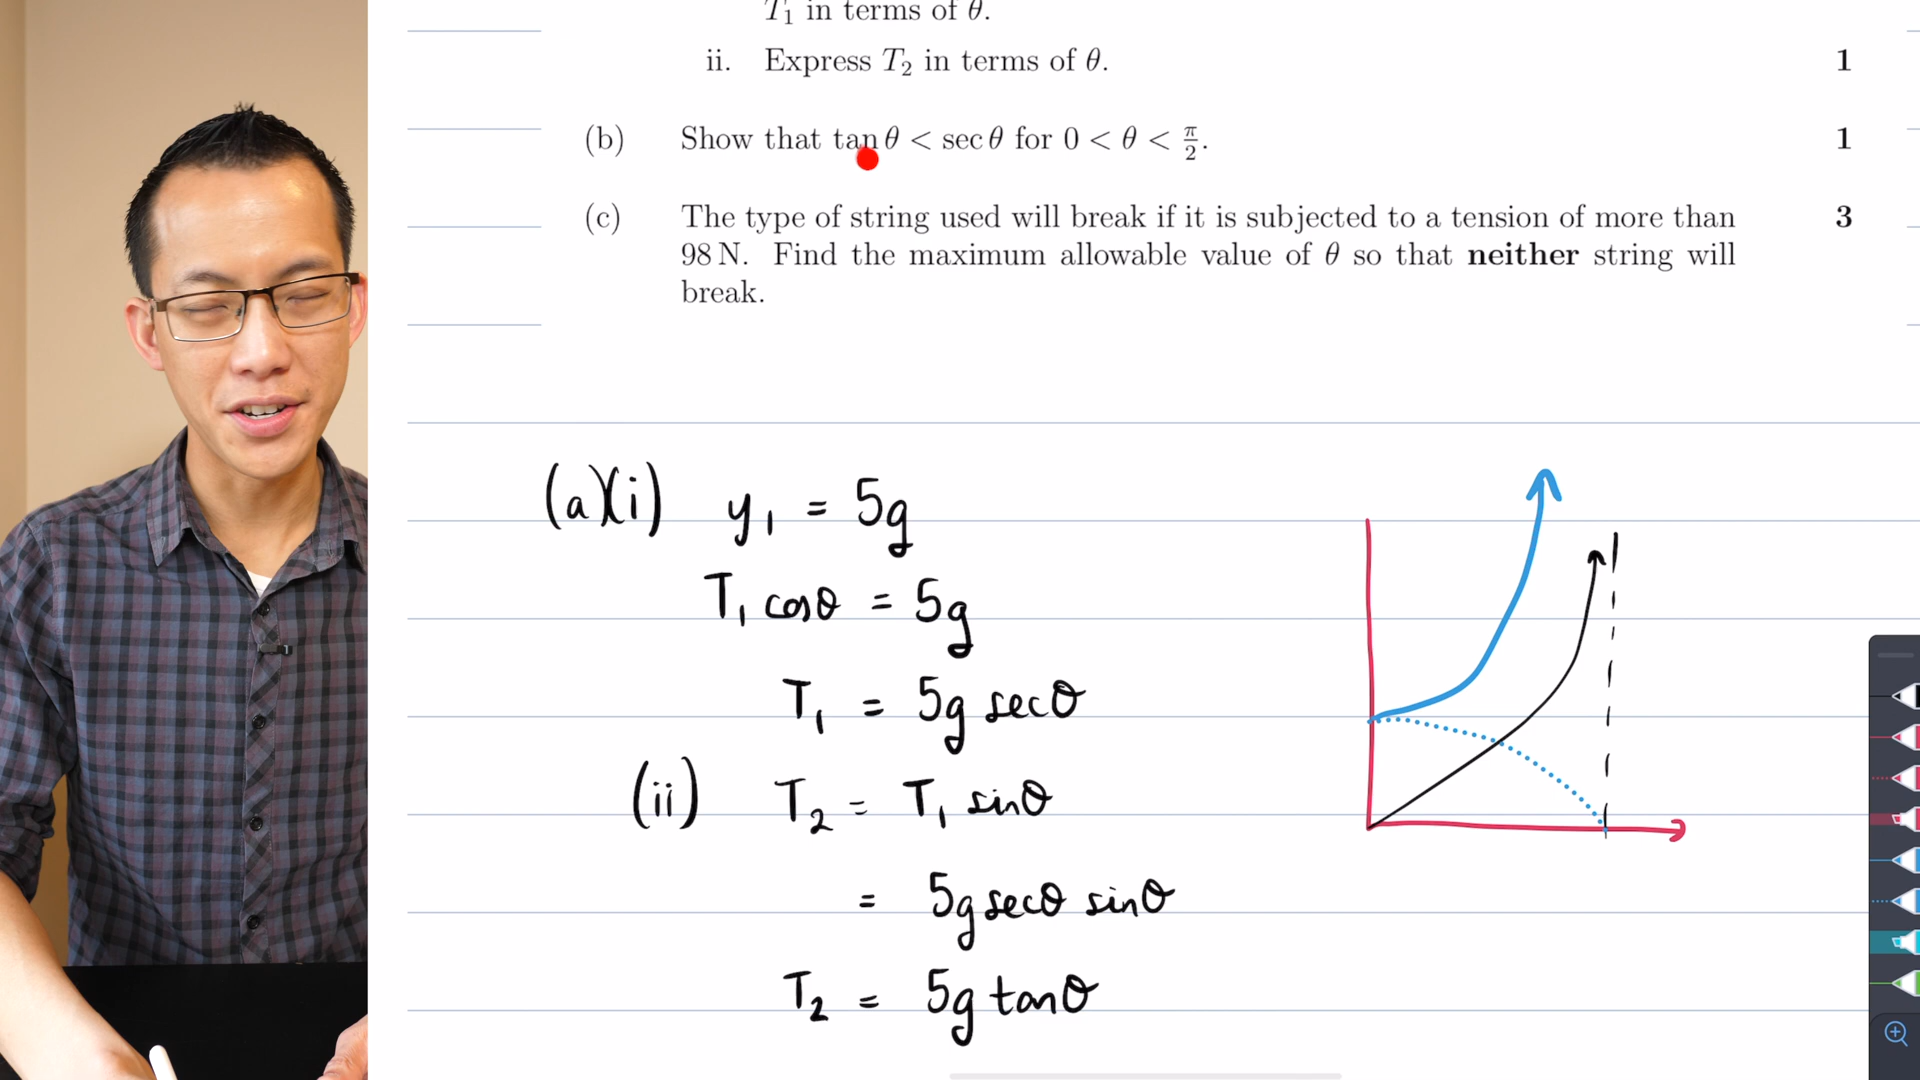 T₁ in terms of θ.
ii. Express T₂ in terms of θ. 1
(b) Show that tan θ < sec θ for 0 < θ < π/2. 1
(c) The type of string used will break if it is subjected to a tension of more than 3
98 N. Find the maximum allowable value of θ so that neither string will
break.
(a)(i) y₁ = 5g
T₁ cosθ = 5g
T₁ = 5g secθ
(ii) T₂ = T₁ sinθ
= 5g secθ sinθ
T₂ = 5g tanθ